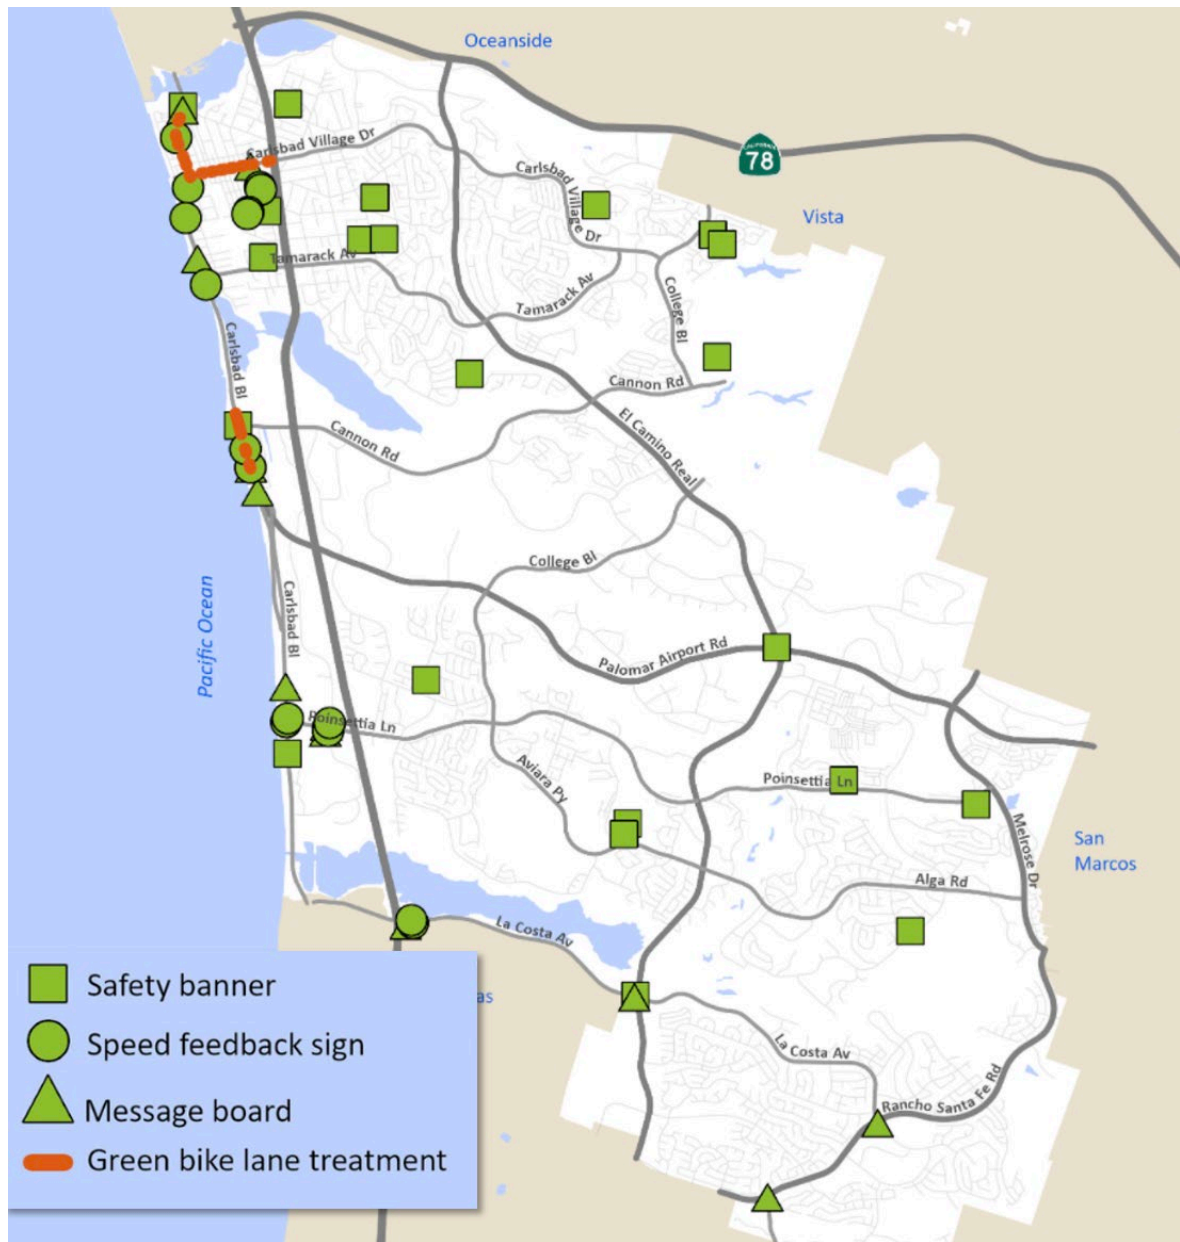 Oceanside
CALIFORNIA
78
Carlsbad Village Dr
Carlsbad Village Dr
Vista
Tamarack Av
Tamarack Av
College Bl
Carlsbad Bl
Cannon Rd
Cannon Rd
El Camino Real
College Bl
Pacific Ocean
Carlsbad Bl
Palomar Airport Rd
Poinsettia Ln
Aviara Py
Poinsettia Ln
Melrose Dr
San
Marcos
Alga Rd
La Costa Av
as
La Costa Av
Rancho Santa Fe Rd
Safety banner
Speed feedback sign
Message board
Green bike lane treatment